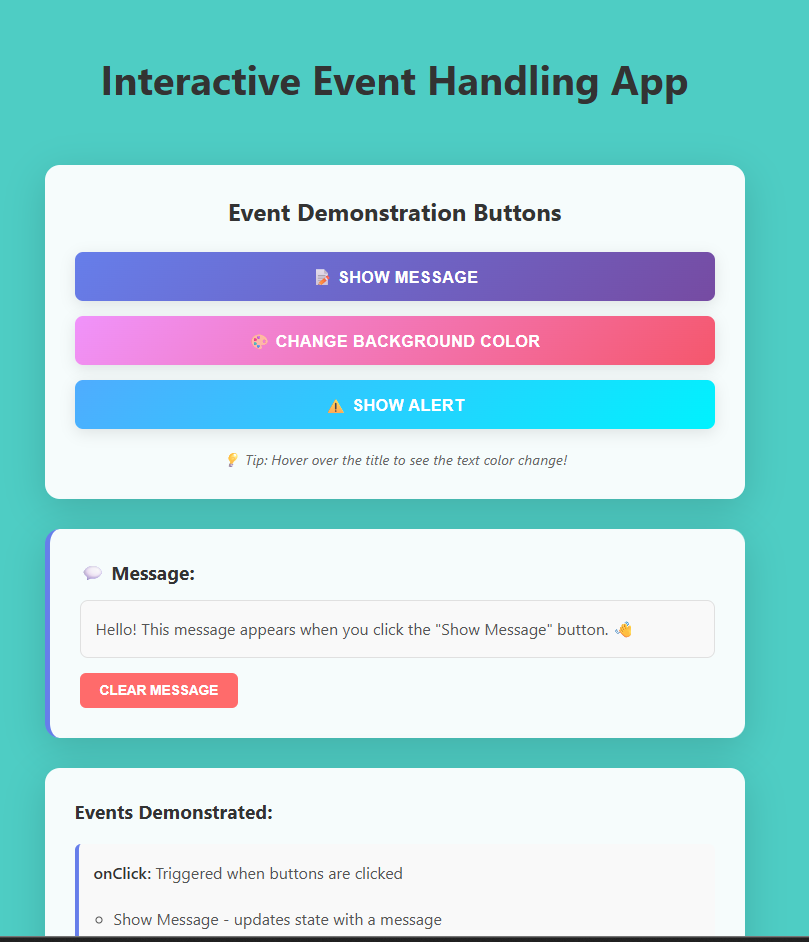 Interactive Event Handling App
Event Demonstration Buttons
📝 SHOW MESSAGE
🎨 CHANGE BACKGROUND COLOR
⚠️ SHOW ALERT
💡 Tip: Hover over the title to see the text color change!
💬 Message:
Hello! This message appears when you click the "Show Message" button. 👋
CLEAR MESSAGE
Events Demonstrated:
onClick: Triggered when buttons are clicked
○ Show Message - updates state with a message